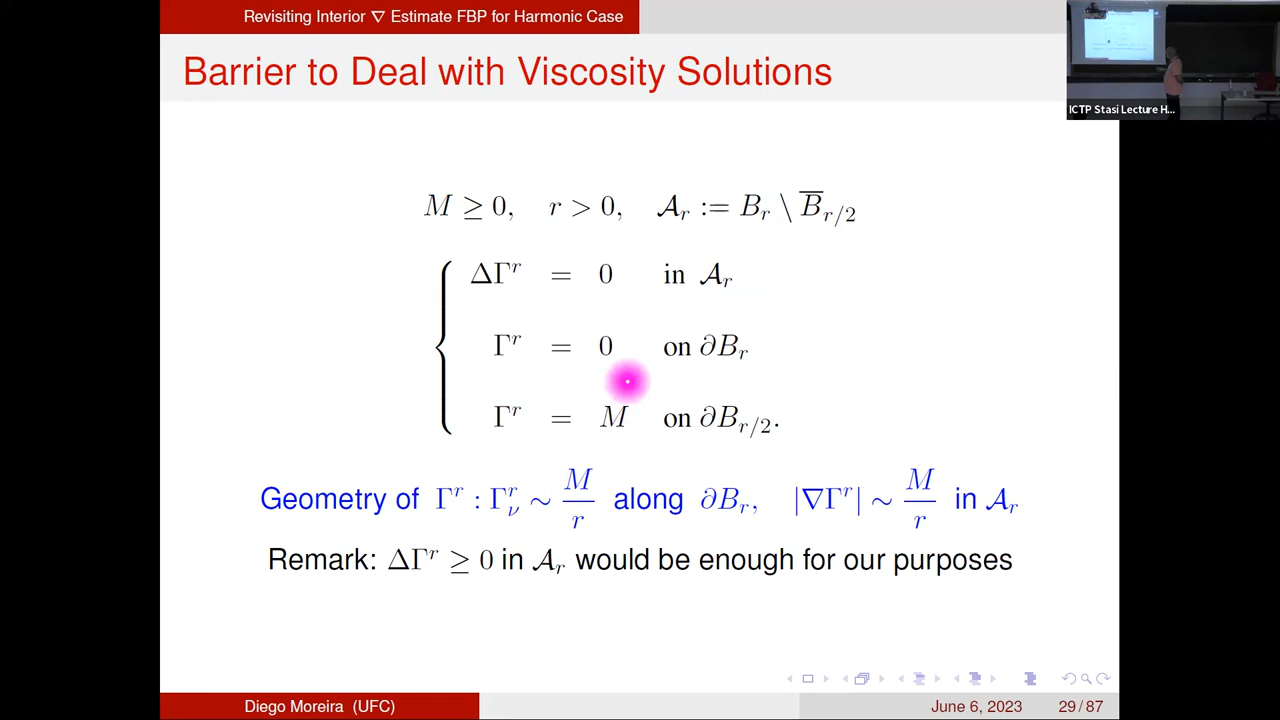 Revisiting Interior ∇ Estimate FBP for Harmonic Case
Barrier to Deal with Viscosity Solutions
ICTP Stasi Lecture H...
M ≥ 0, r > 0, 𝒜_r := B_r \ B̅_{r/2}
ΔΓ^r = 0 in 𝒜_r
Γ^r = 0 on ∂B_r
Γ^r = M on ∂B_{r/2}.
Geometry of Γ^r : Γ^r_ν ∼ M/r along ∂B_r, |∇Γ^r| ∼ M/r in 𝒜_r
Remark: ΔΓ^r ≥ 0 in 𝒜_r would be enough for our purposes
Diego Moreira (UFC)
June 6, 2023
29 / 87